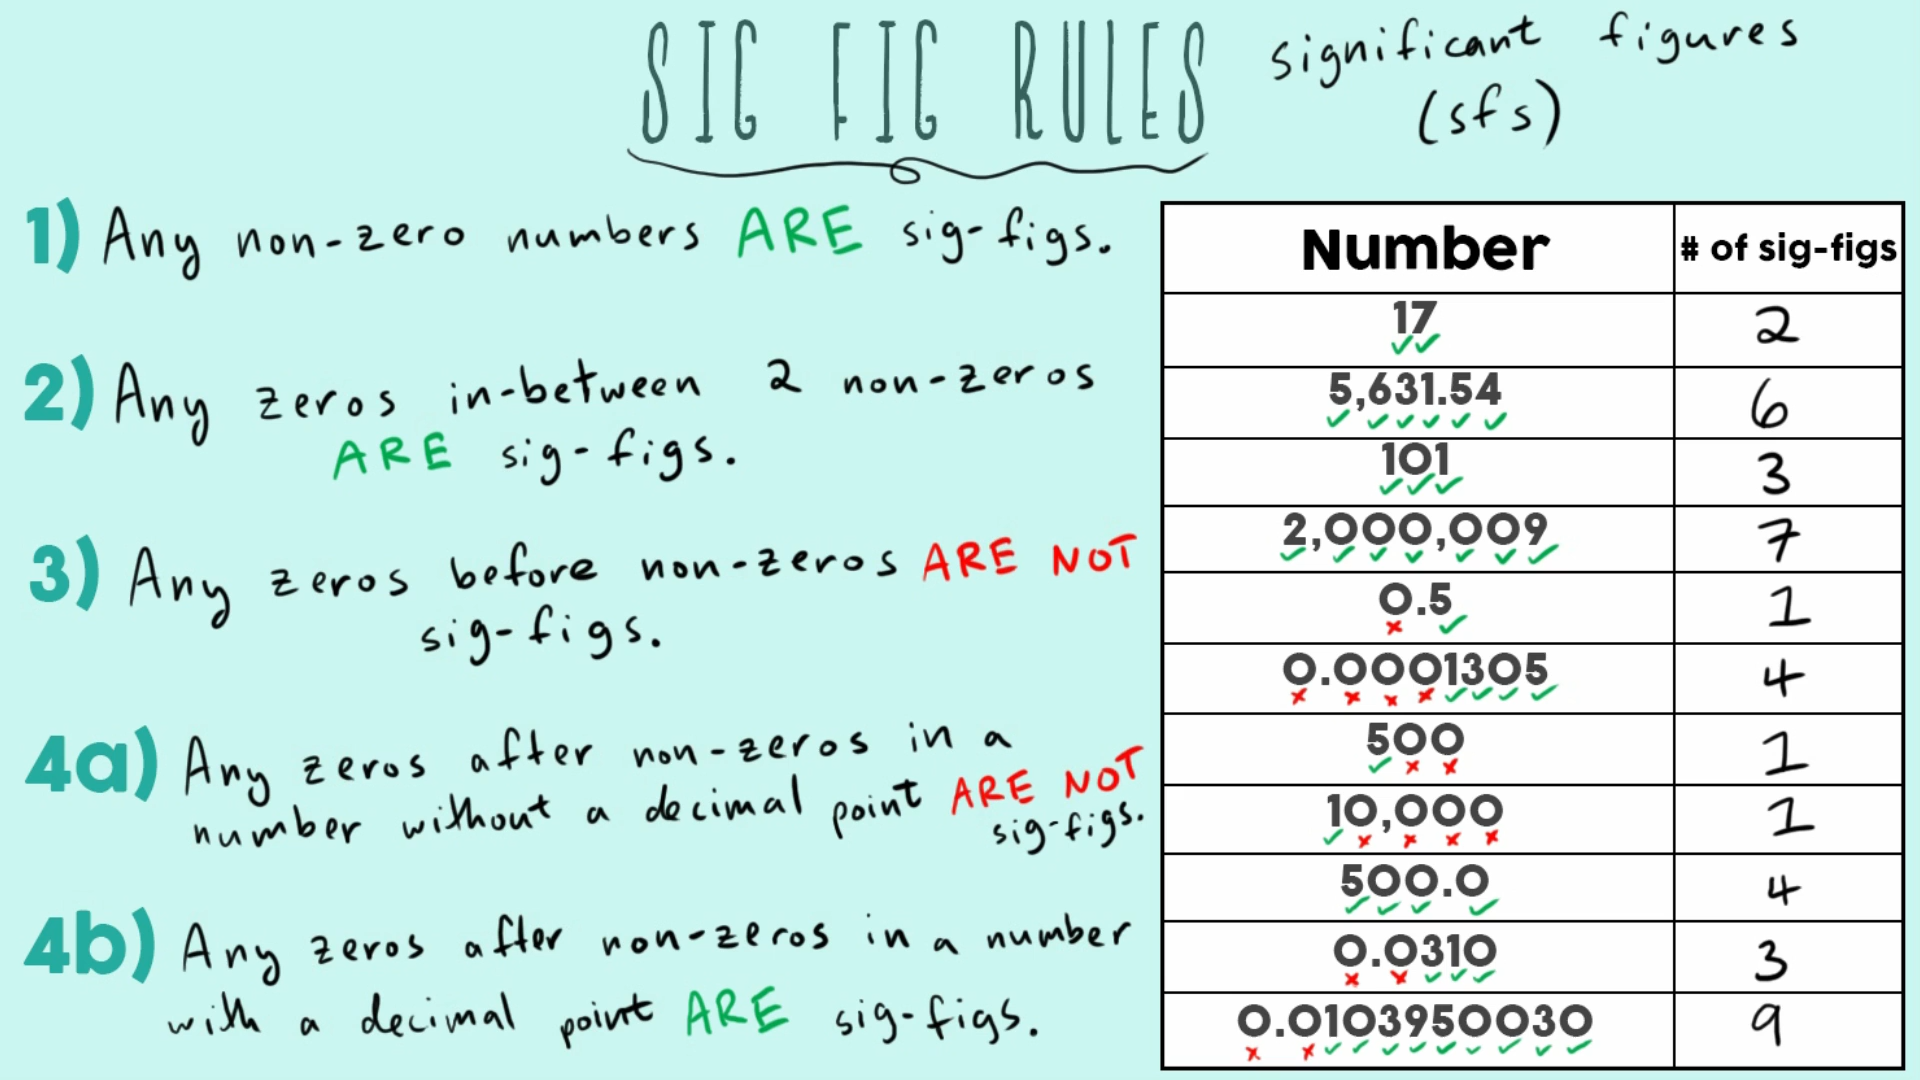 SIG FIG RULES
significant figures
(sfs)
1) Any non-zero numbers ARE sig-figs.
2) Any zeros in-between 2 non-zeros
ARE sig-figs.
3) Any zeros before non-zeros ARE NOT
sig-figs.
4a) Any zeros after non-zeros in a
number without a decimal point ARE NOT
sig-figs.
4b) Any zeros after non-zeros in a number
with a decimal point ARE sig-figs.
Number # of sig-figs
17 2
5,631.54 6
101 3
2,000,009 7
0.5 1
0.0001305 4
500 1
10,000 1
500.0 4
0.0310 3
0.0103950030 9